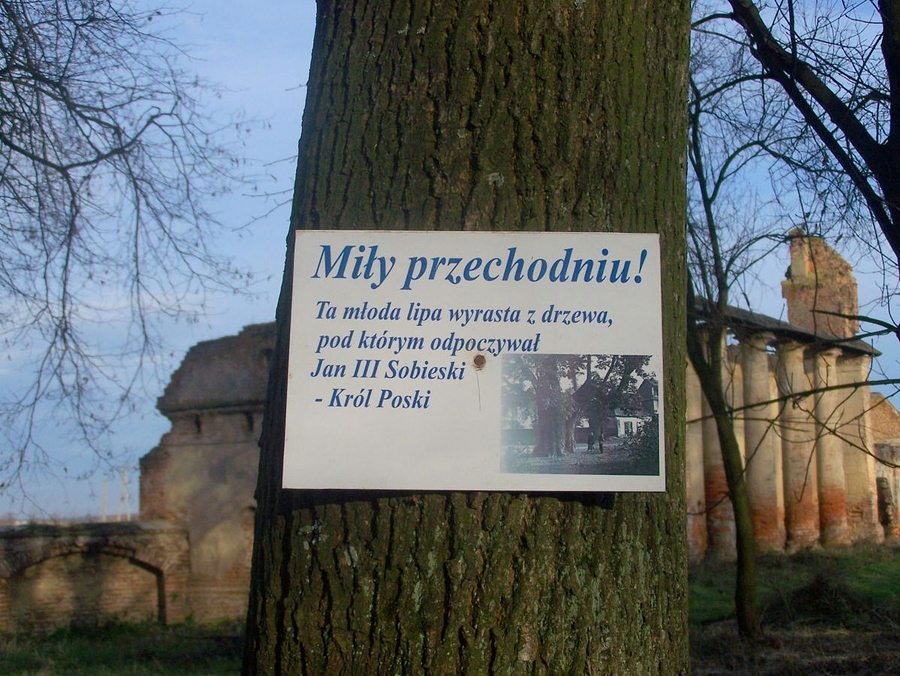 Miły przechodniu!
Ta młoda lipa wyrasta z drzewa,
pod którym odpoczywał
Jan III Sobieski
- Król Poski